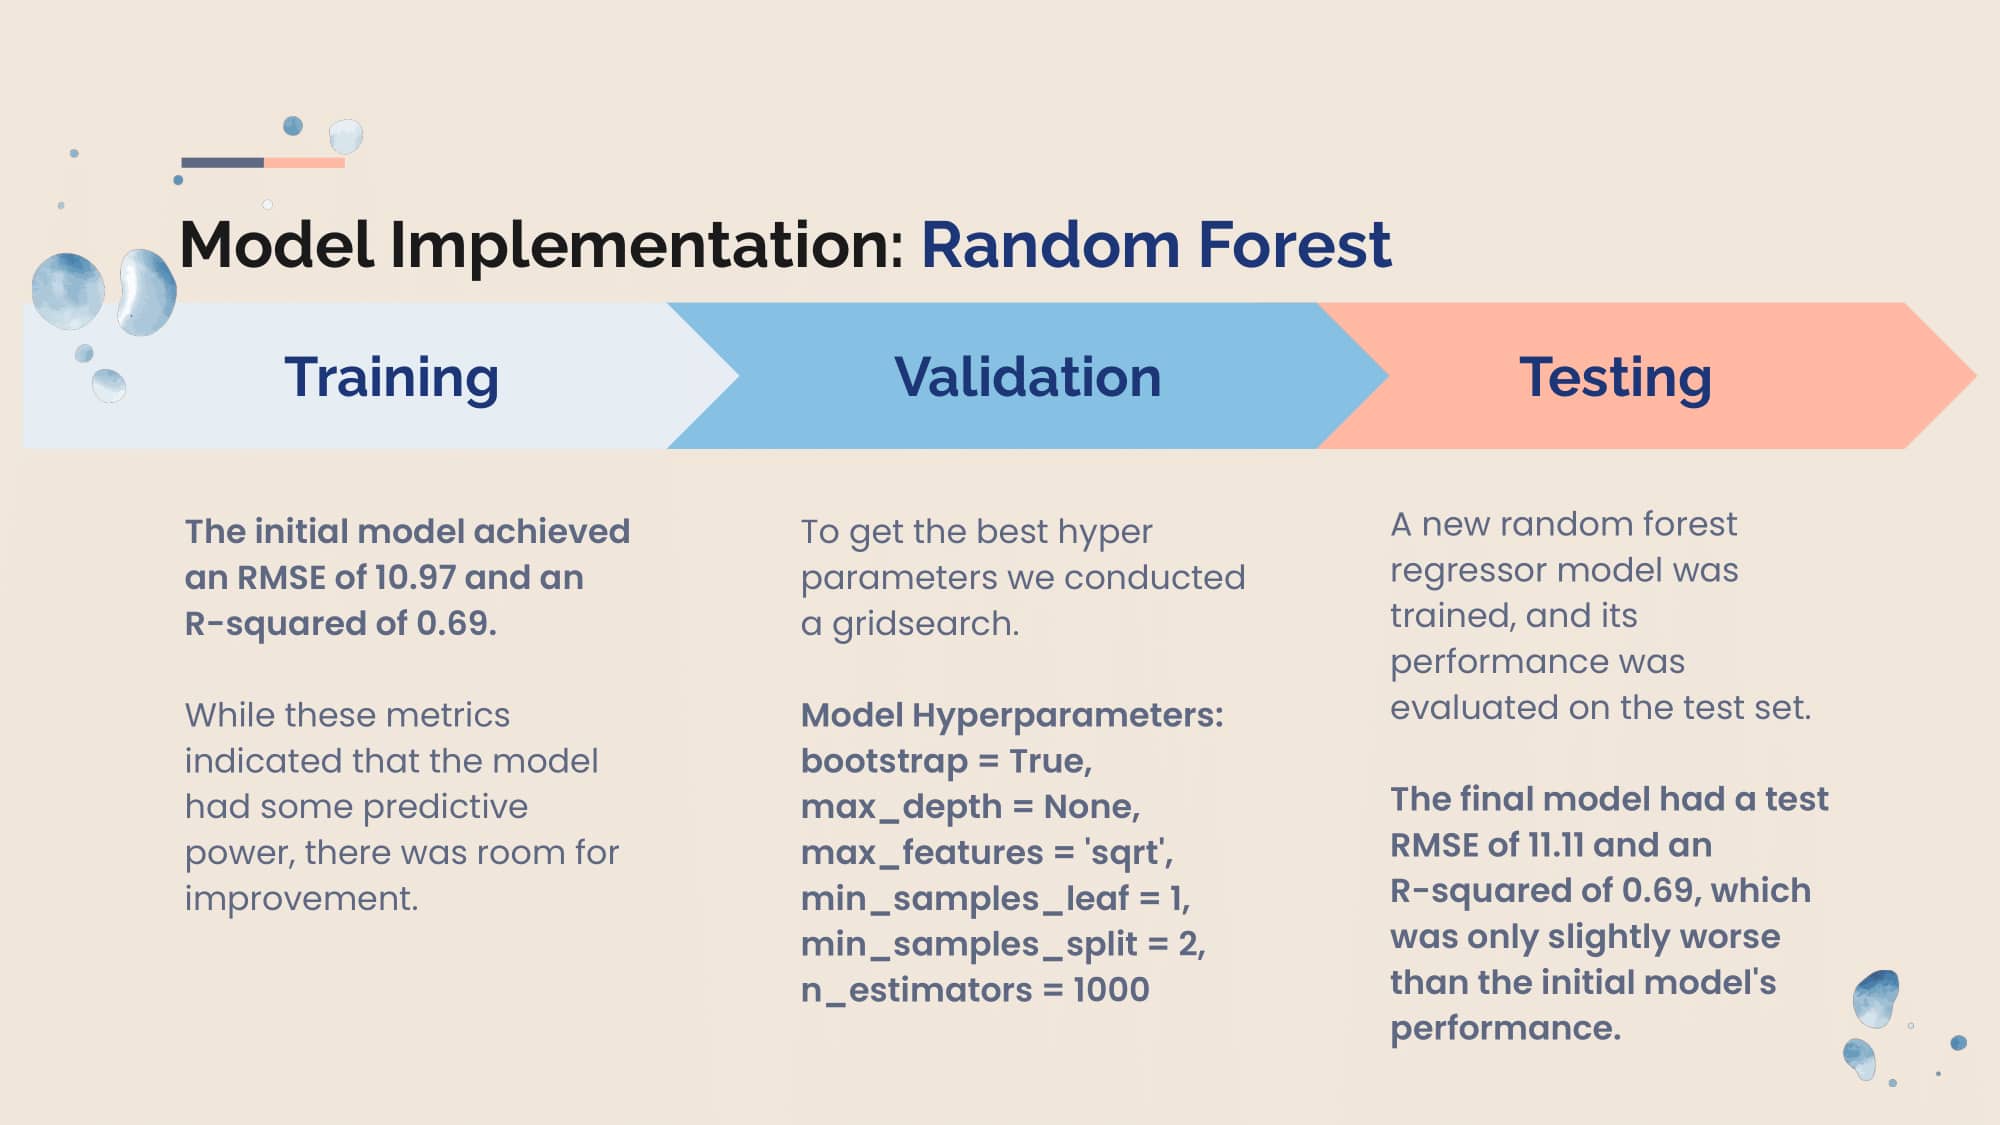 Model Implementation: Random Forest
Training
Validation
Testing
The initial model achieved
an RMSE of 10.97 and an
R-squared of 0.69.
While these metrics
indicated that the model
had some predictive
power, there was room for
improvement.
To get the best hyper
parameters we conducted
a gridsearch.
Model Hyperparameters:
bootstrap = True,
max_depth = None,
max_features = 'sqrt',
min_samples_leaf = 1,
min_samples_split = 2,
n_estimators = 1000
A new random forest
regressor model was
trained, and its
performance was
evaluated on the test set.
The final model had a test
RMSE of 11.11 and an
R-squared of 0.69, which
was only slightly worse
than the initial model's
performance.